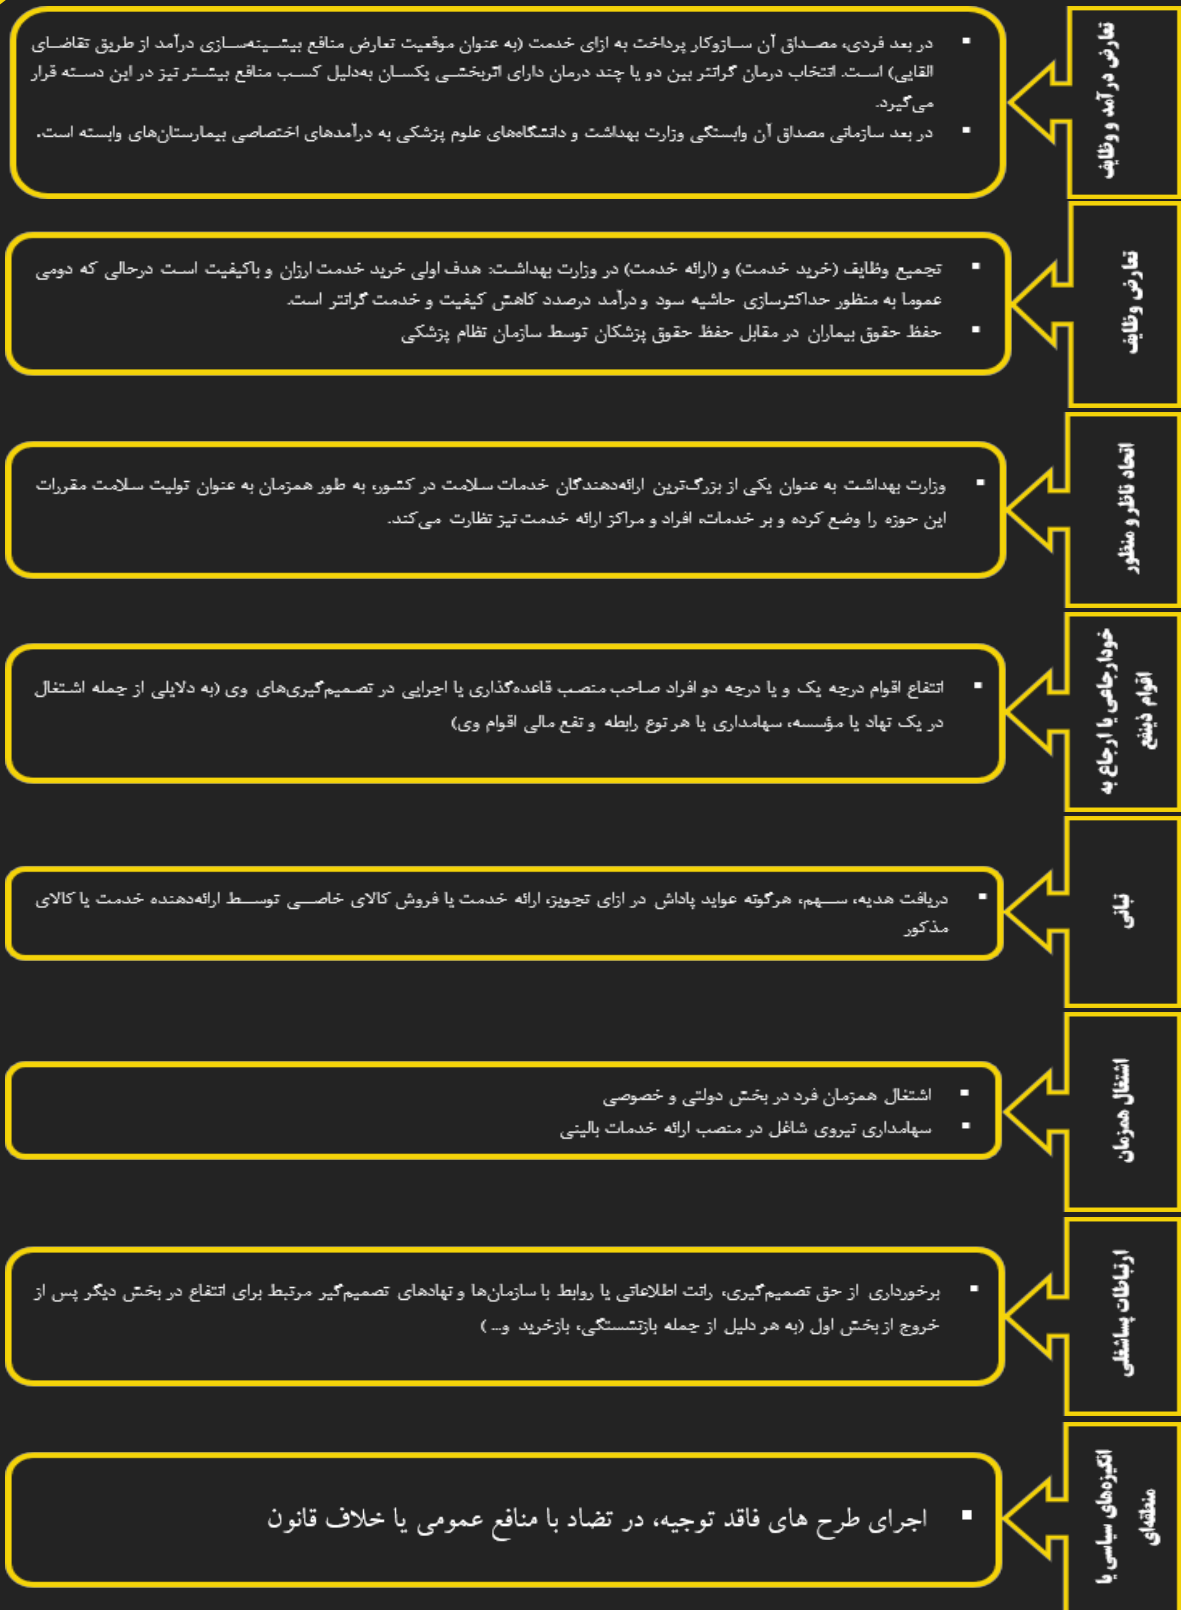 تعارض در آمد و وظایف
در بعد فردی، مصداق آن سازوکار پرداخت به ازای خدمت (به عنوان موقعیت تعارض منافع بیشینه‌سازی درآمد از طریق تقاضای
القایی) است. انتخاب درمان گرانتر بین دو یا چند درمان دارای اثربخشی یکسان به‌دلیل کسب منافع بیشتر نیز در این دسته قرار
می‌گیرد.
در بعد سازمانی مصداق آن وابستگی وزارت بهداشت و دانشگاه‌های علوم پزشکی به درآمدهای اختصاصی بیمارستان‌های وابسته است.
تعارض وظایف
تجمیع وظایف (خرید خدمت) و (ارائه خدمت) در وزارت بهداشت: هدف اولی خرید خدمت ارزان و باکیفیت است درحالی که دومی
عموما به منظور حداکثرسازی حاشیه سود و درآمد درصدد کاهش کیفیت و خدمت گرانتر است.
حفظ حقوق بیماران در مقابل حفظ حقوق پزشکان توسط سازمان نظام پزشکی
اتحاد ناظر و منظور
وزارت بهداشت به عنوان یکی از بزرگ‌ترین ارائه‌دهندگان خدمات سلامت در کشور، به طور همزمان به عنوان تولیت سلامت مقررات
این حوزه را وضع کرده و بر خدمات، افراد و مراکز ارائه خدمت نیز نظارت می‌کند.
خودارجاعی یا ارجاع به
اقوام ذینفع
انتفاع اقوام درجه یک و یا درجه دو افراد صاحب منصب قاعده‌گذاری یا اجرایی در تصمیم‌گیری‌های وی (به دلایلی از جمله اشتغال
در یک نهاد یا مؤسسه، سهامداری یا هر نوع رابطه و نفع مالی اقوام وی)
تبانی
دریافت هدیه، سهم، هرگونه عواید پاداش در ازای تجویز، ارائه خدمت یا فروش کالای خاصی توسط ارائه‌دهنده خدمت یا کالای
مذکور
اشتغال همزمان
اشتغال همزمان فرد در بخش دولتی و خصوصی
سهامداری نیروی شاغل در منصب ارائه خدمات بالینی
ارتباطات پساشغلی
برخورداری از حق تصمیم‌گیری، رانت اطلاعاتی یا روابط با سازمان‌ها و نهادهای تصمیم‌گیر مرتبط برای انتفاع در بخش دیگر پس از
خروج از بخش اول (به هر دلیل از جمله بازنشستگی، بازخرید و... )
انگیزه‌های سیاسی یا
منطقه‌ای
اجرای طرح های فاقد توجیه، در تضاد با منافع عمومی یا خلاف قانون